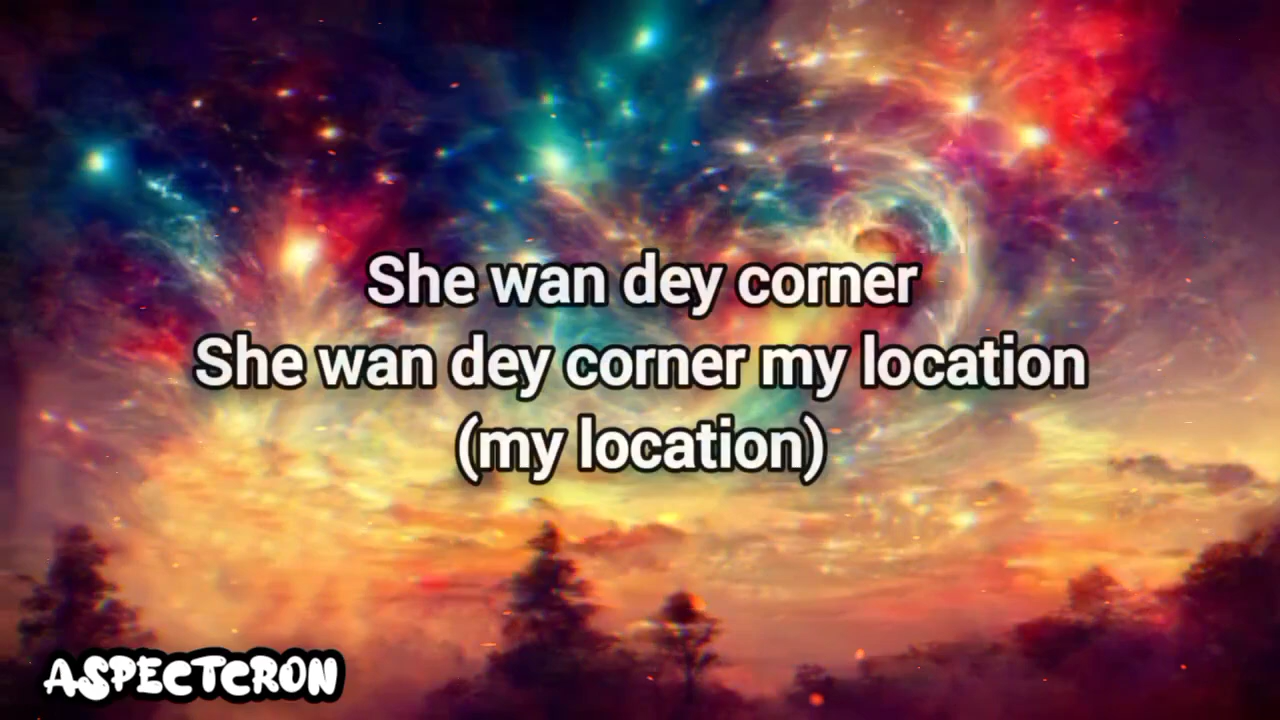 She wan dey corner
She wan dey corner my location
(my location)
ASPECTCRON